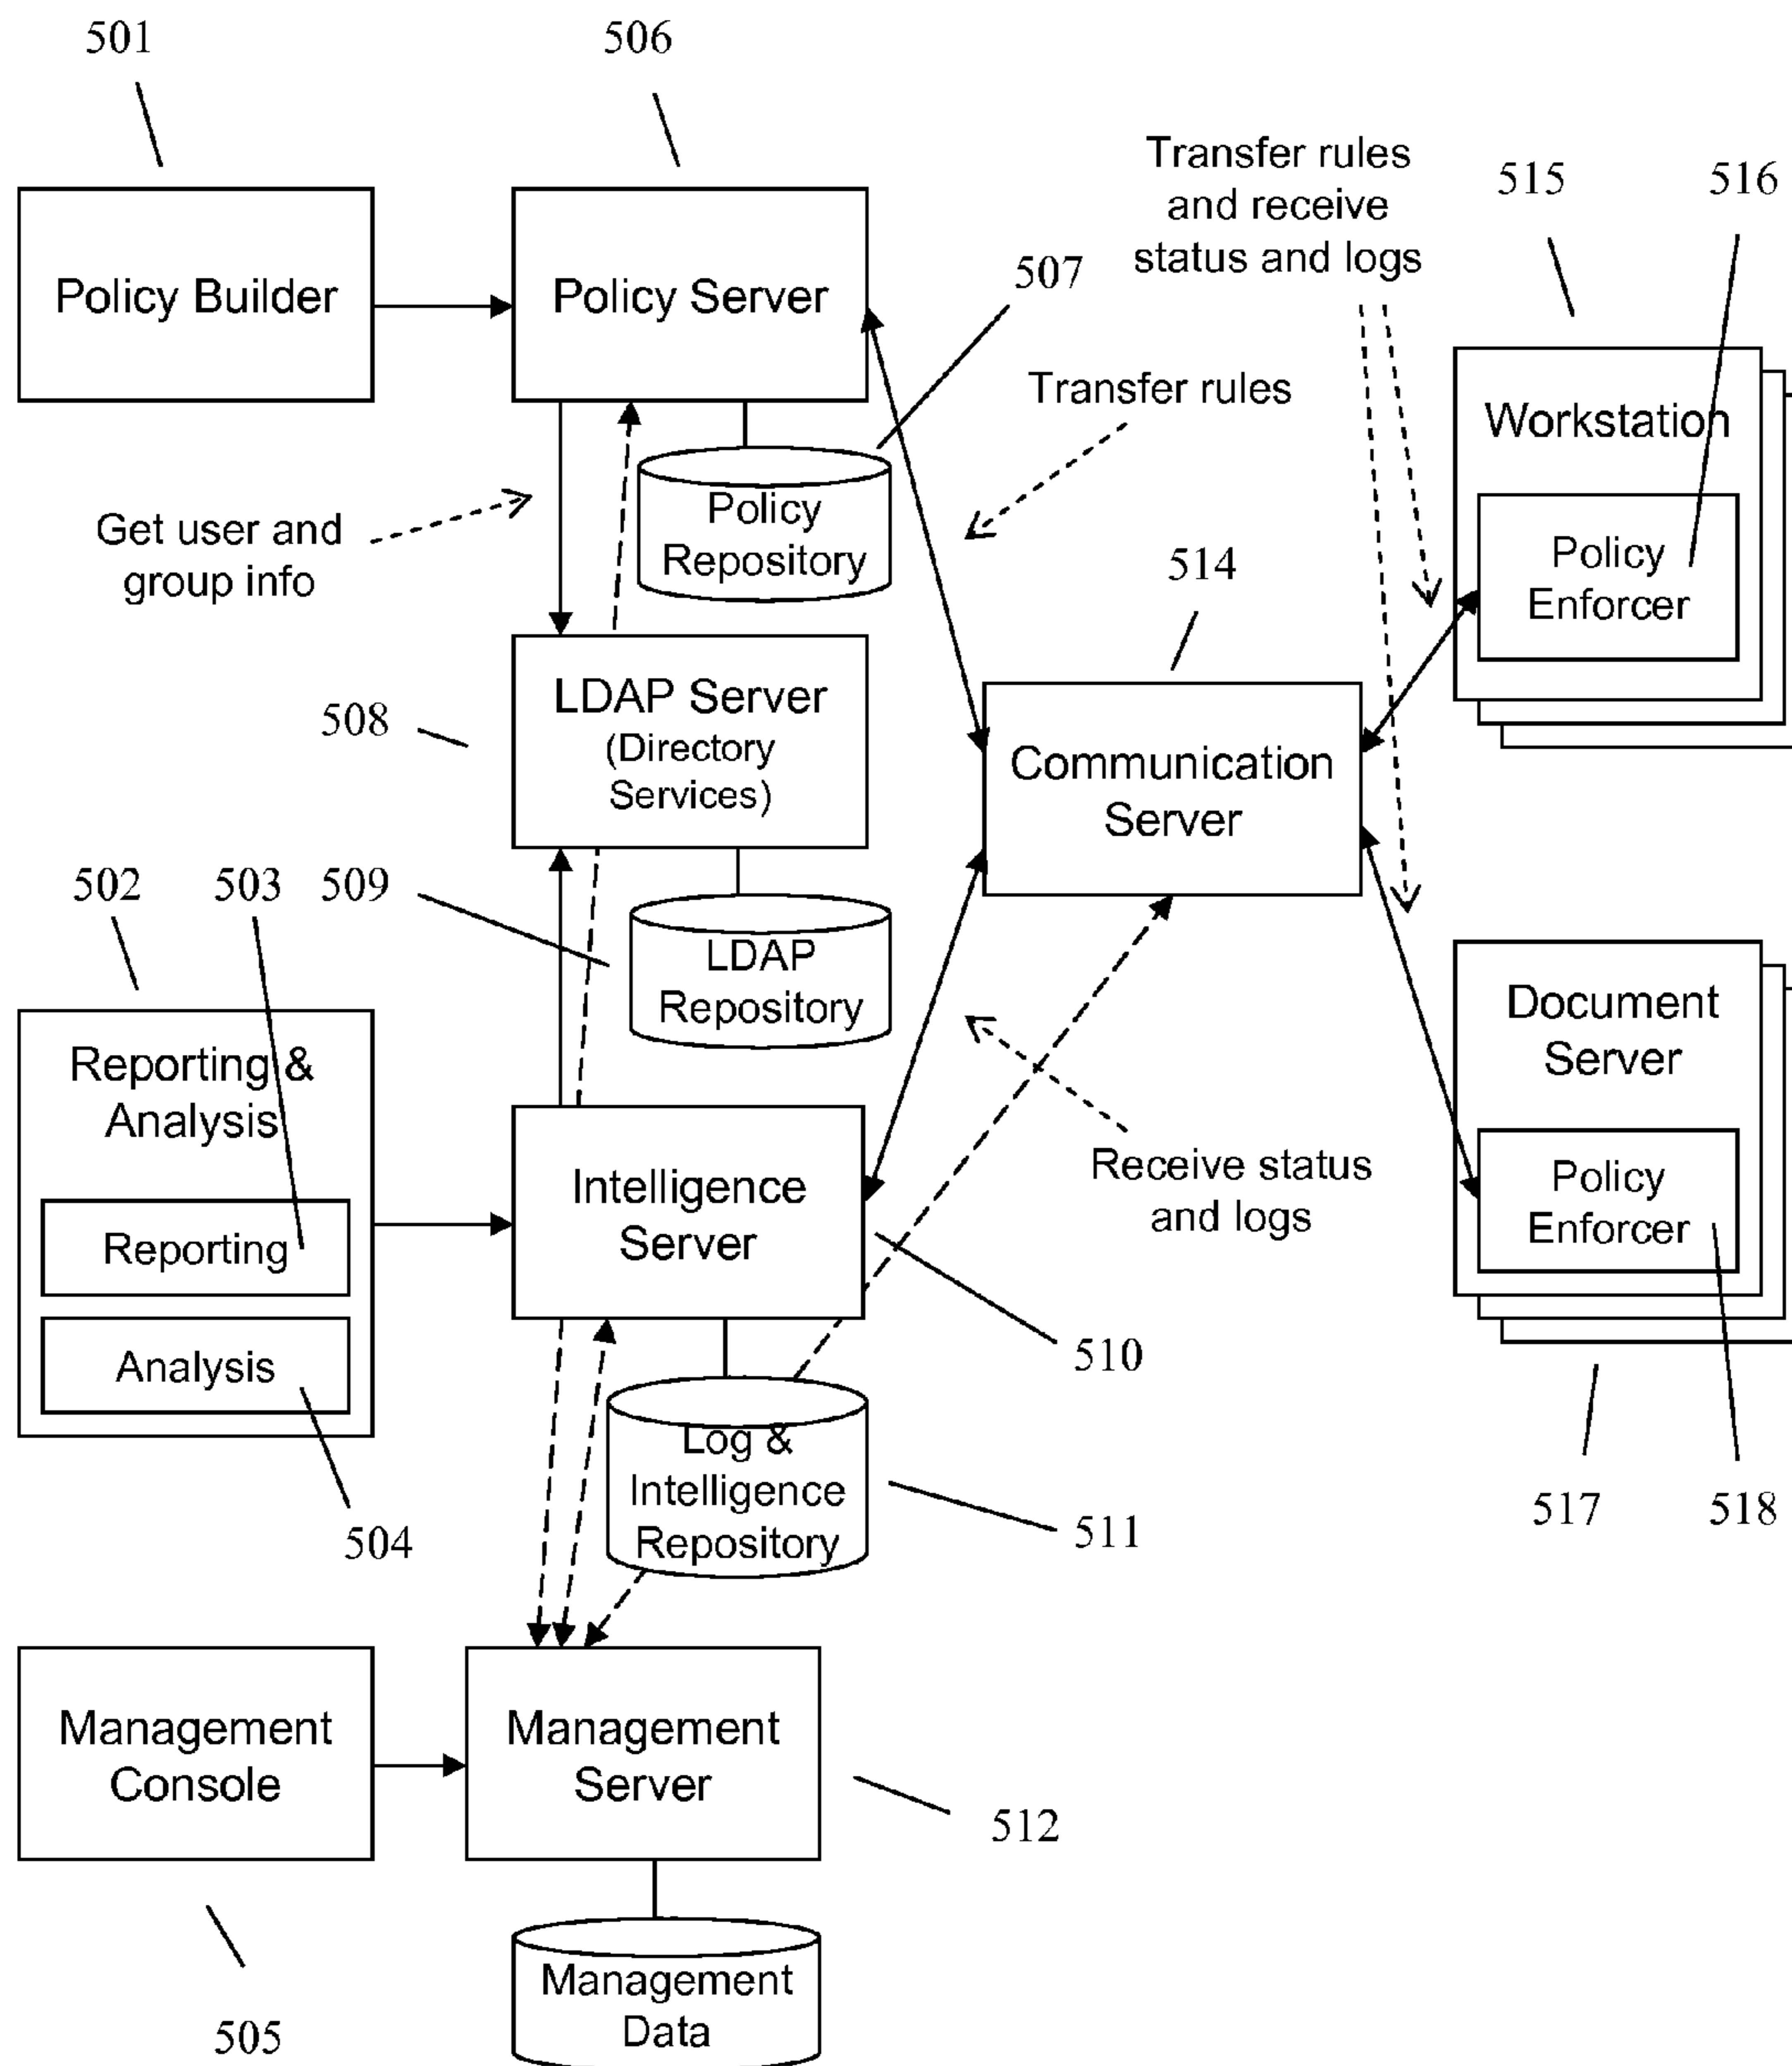 501
506
Transfer rules
and receive
status and logs
515
516
Policy Builder
Policy Server
507
Transfer rules
Workstation
Policy
Repository
Get user and
group info
Policy
Enforcer
514
LDAP Server
(Directory
Services)
508
Communication
Server
502
503
509
LDAP
Repository
Document
Server
Reporting &
Analysis
Receive status
and logs
Intelligence
Server
Policy
Enforcer
Reporting
Analysis
510
Log &
Intelligence
Repository
504
511
517
518
Management
Console
Management
Server
512
505
Management
Data